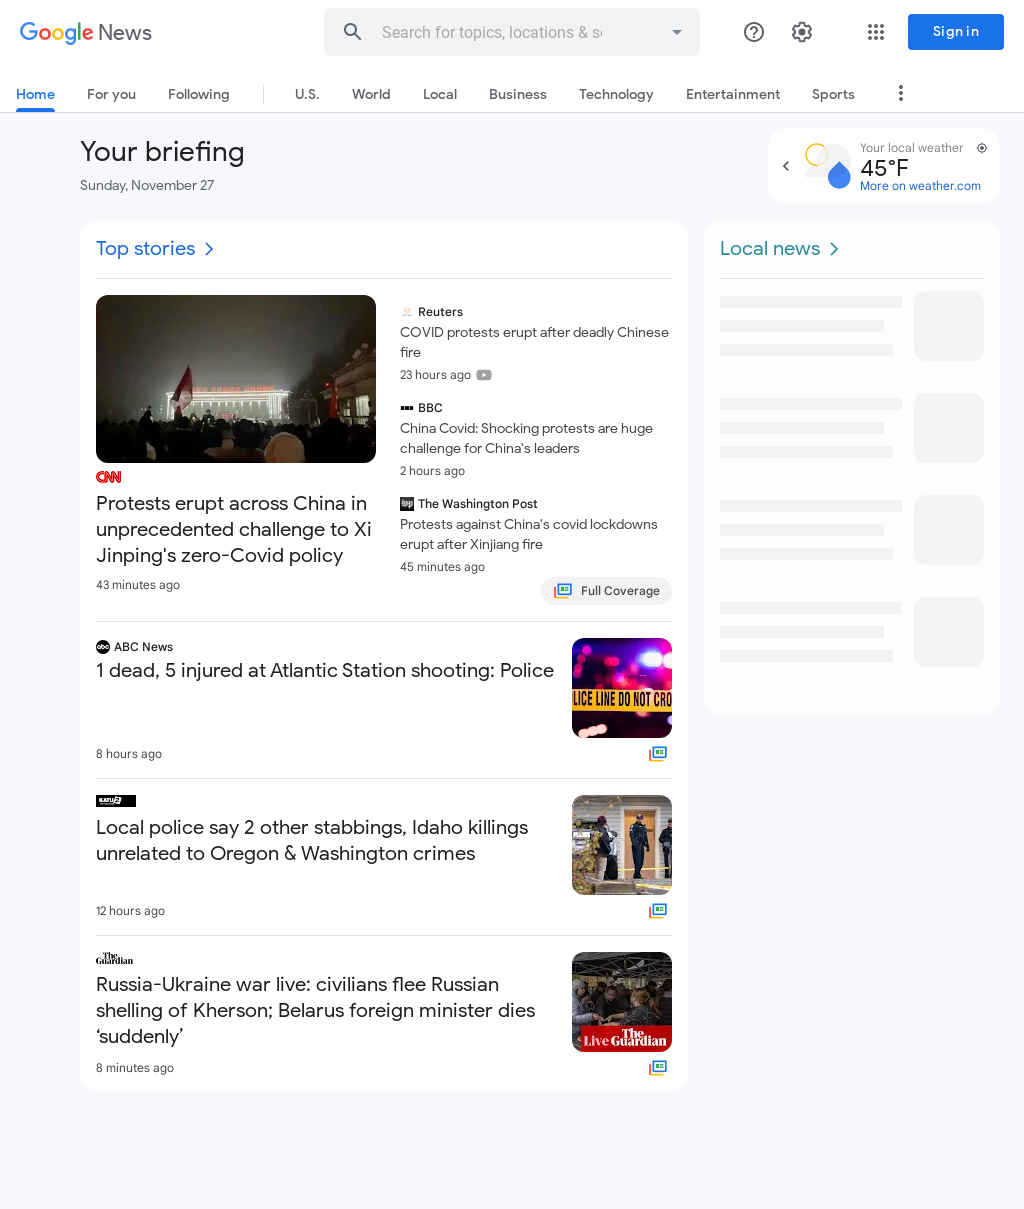 Google News
Search for topics, locations & so
Sign in
Home
For you
Following
U.S.
World
Local
Business
Technology
Entertainment
Sports
Your briefing
Sunday, November 27
Your local weather
45°F
More on weather.com
Top stories
Local news
CNN
Protests erupt across China in
unprecedented challenge to Xi
Jinping's zero-Covid policy
43 minutes ago
Reuters
COVID protests erupt after deadly Chinese
fire
23 hours ago
BBC
China Covid: Shocking protests are huge
challenge for China's leaders
2 hours ago
The Washington Post
Protests against China's covid lockdowns
erupt after Xinjiang fire
45 minutes ago
Full Coverage
abc ABC News
1 dead, 5 injured at Atlantic Station shooting: Police
LICE LINE DO NOT CRO
8 hours ago
KATU 2
Local police say 2 other stabbings, Idaho killings
unrelated to Oregon & Washington crimes
12 hours ago
The
Guardian
Russia-Ukraine war live: civilians flee Russian
shelling of Kherson; Belarus foreign minister dies
‘suddenly’
The
Live Guardian
8 minutes ago